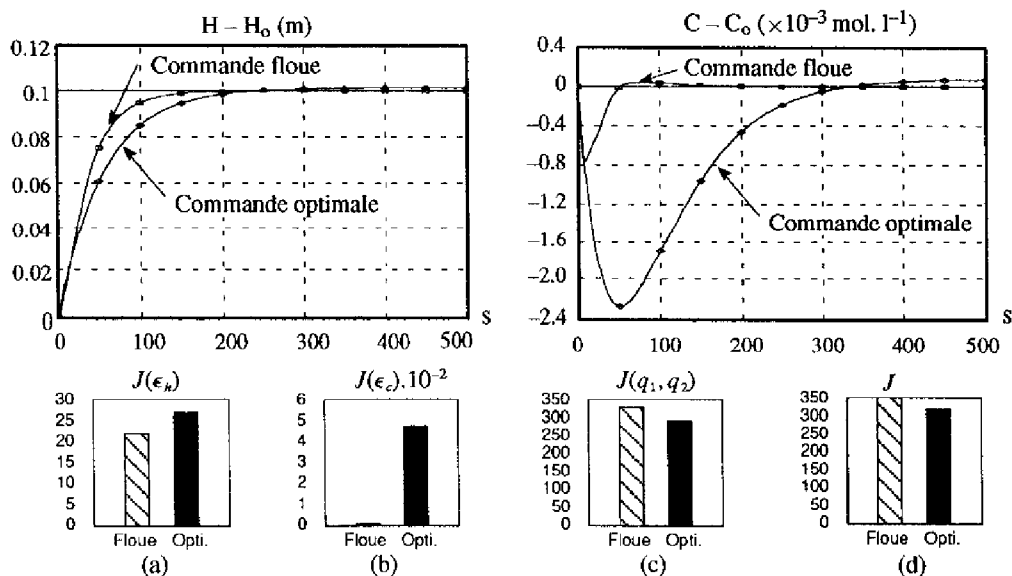 H – H₀ (m)
0.12
0.1
0.08
0.06
0.04
0.02
0
Commande floue
Commande optimale
0 100 200 300 400 500 s
C – C₀ (×10⁻³ mol. l⁻¹)
0.4
0
–0.4
–0.8
–1.2
–1.6
–2.0
–2.4
Commande floue
Commande optimale
0 100 200 300 400 500 s
J(ϵₕ)
30
25
20
15
10
5
0
Floue Opti.
(a)
J(ϵ_c).10⁻²
6
5
4
3
2
1
0
Floue Opti.
(b)
J(q₁, q₂)
350
300
250
200
150
100
50
0
Floue Opti.
(c)
J
350
300
250
200
150
100
50
0
Floue Opti.
(d)